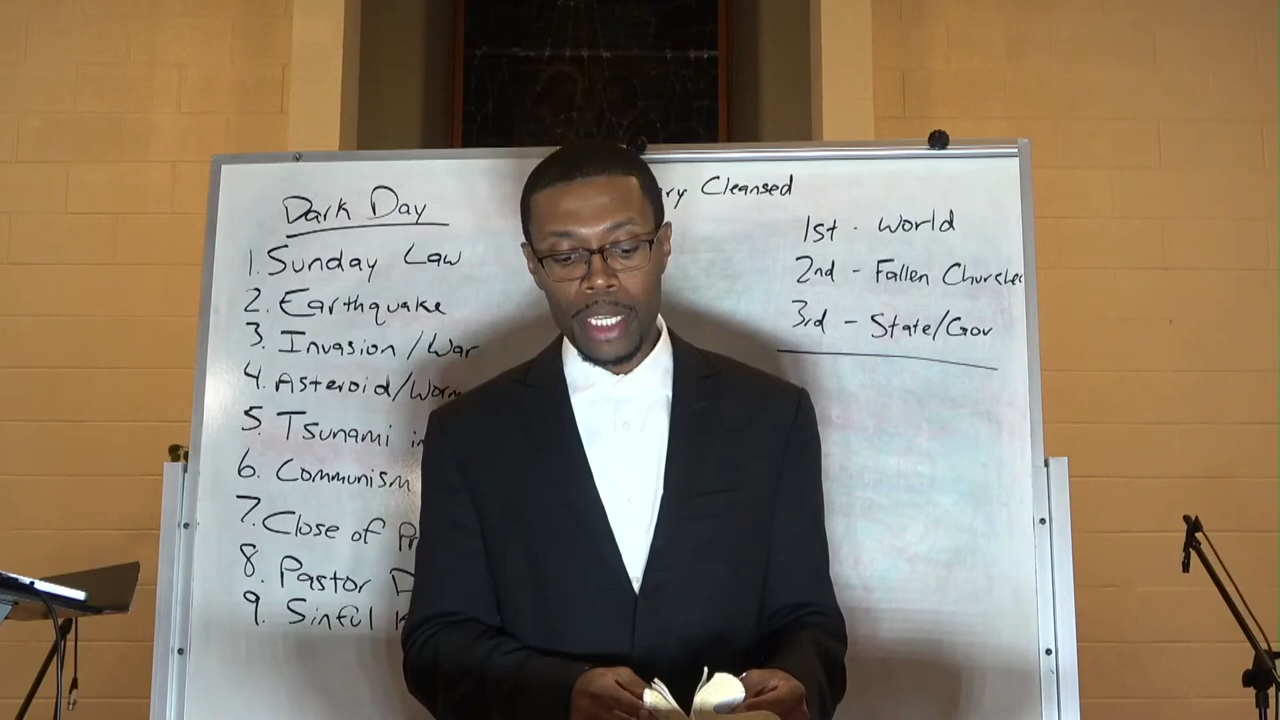 Dark Day
1. Sunday Law
2. Earthquake
3. Invasion / War
4. Asteroid/Worm
5. Tsunami
6. Communism
7. Close of
8. Pastor
9. Sinful
Cleansed
1st . World
2nd - Fallen Churches
3rd - State/Gov